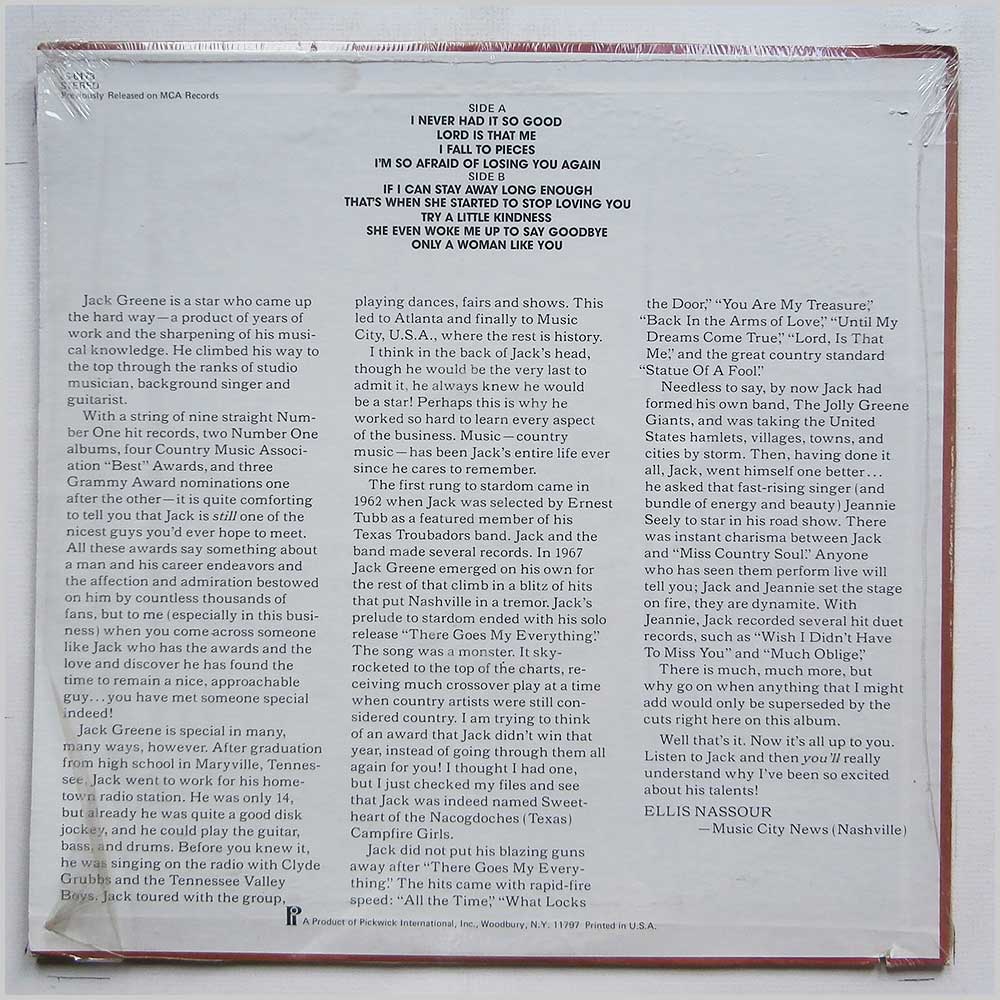 STEREO
Previously Released on MCA Records
SIDE A
I NEVER HAD IT SO GOOD
LORD IS THAT ME
I FALL TO PIECES
I'M SO AFRAID OF LOSING YOU AGAIN
SIDE B
IF I CAN STAY AWAY LONG ENOUGH
THAT'S WHEN SHE STARTED TO STOP LOVING YOU
TRY A LITTLE KINDNESS
SHE EVEN WOKE ME UP TO SAY GOODBYE
ONLY A WOMAN LIKE YOU
Jack Greene is a star who came up
the hard way—a product of years of
work and the sharpening of his musi-
cal knowledge. He climbed his way to
the top through the ranks of studio
musician, background singer and
guitarist.
With a string of nine straight Num-
ber One hit records, two Number One
albums, four Country Music Associ-
ation “Best” Awards, and three
Grammy Award nominations one
after the other—it is quite comforting
to tell you that Jack is still one of the
nicest guys you'd ever hope to meet.
All these awards say something about
a man and his career endeavors and
the affection and admiration bestowed
on him by countless thousands of
fans, but to me (especially in this busi-
ness) when you come across someone
like Jack who has the awards and the
love and discover he has found the
time to remain a nice, approachable
guy...you have met someone special
indeed!
Jack Greene is special in many,
many ways, however. After graduation
from high school in Maryville, Tennes-
see, Jack went to work for his home-
town radio station. He was only 14,
but already he was quite a good disk
jockey, and he could play the guitar,
bass, and drums. Before you knew it,
he was singing on the radio with Clyde
Grubbs and the Tennessee Valley
Boys. Jack toured with the group,
playing dances, fairs and shows. This
led to Atlanta and finally to Music
City, U.S.A., where the rest is history.
I think in the back of Jack's head,
though he would be the very last to
admit it, he always knew he would
be a star! Perhaps this is why he
worked so hard to learn every aspect
of the business. Music—country
music—has been Jack's entire life ever
since he cares to remember.
The first rung to stardom came in
1962 when Jack was selected by Ernest
Tubb as a featured member of his
Texas Troubadors band. Jack and the
band made several records. In 1967
Jack Greene emerged on his own for
the rest of that climb in a blitz of hits
that put Nashville in a tremor. Jack's
prelude to stardom ended with his solo
release “There Goes My Everything.”
The song was a monster. It sky-
rocketed to the top of the charts, re-
ceiving much crossover play at a time
when country artists were still con-
sidered country. I am trying to think
of an award that Jack didn't win that
year, instead of going through them all
again for you! I thought I had one,
but I just checked my files and see
that Jack was indeed named Sweet-
heart of the Nacogdoches (Texas)
Campfire Girls.
Jack did not put his blazing guns
away after “There Goes My Every-
thing.” The hits came with rapid-fire
speed: “All the Time,” “What Locks
the Door,” “You Are My Treasure,”
“Back In the Arms of Love,” “Until My
Dreams Come True,” “Lord, Is That
Me,” and the great country standard
“Statue Of A Fool.”
Needless to say, by now Jack had
formed his own band, The Jolly Greene
Giants, and was taking the United
States hamlets, villages, towns, and
cities by storm. Then, having done it
all, Jack, went himself one better...
he asked that fast-rising singer (and
bundle of energy and beauty) Jeannie
Seely to star in his road show. There
was instant charisma between Jack
and “Miss Country Soul.” Anyone
who has seen them perform live will
tell you; Jack and Jeannie set the stage
on fire, they are dynamite. With
Jeannie, Jack recorded several hit duet
records, such as “Wish I Didn't Have
To Miss You” and “Much Oblige,”
There is much, much more, but
why go on when anything that I might
add would only be superseded by the
cuts right here on this album.
Well that's it. Now it's all up to you.
Listen to Jack and then you'll really
understand why I've been so excited
about his talents!
ELLIS NASSOUR
—Music City News (Nashville)
A Product of Pickwick International, Inc., Woodbury, N.Y. 11797 Printed in U.S.A.